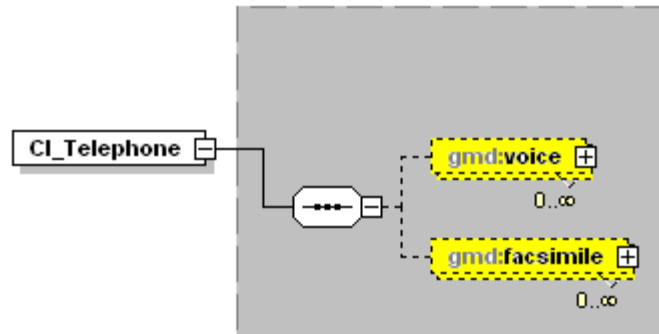 CI_Telephone
gmd:voice
0..∞
gmd:facsimile
0..∞